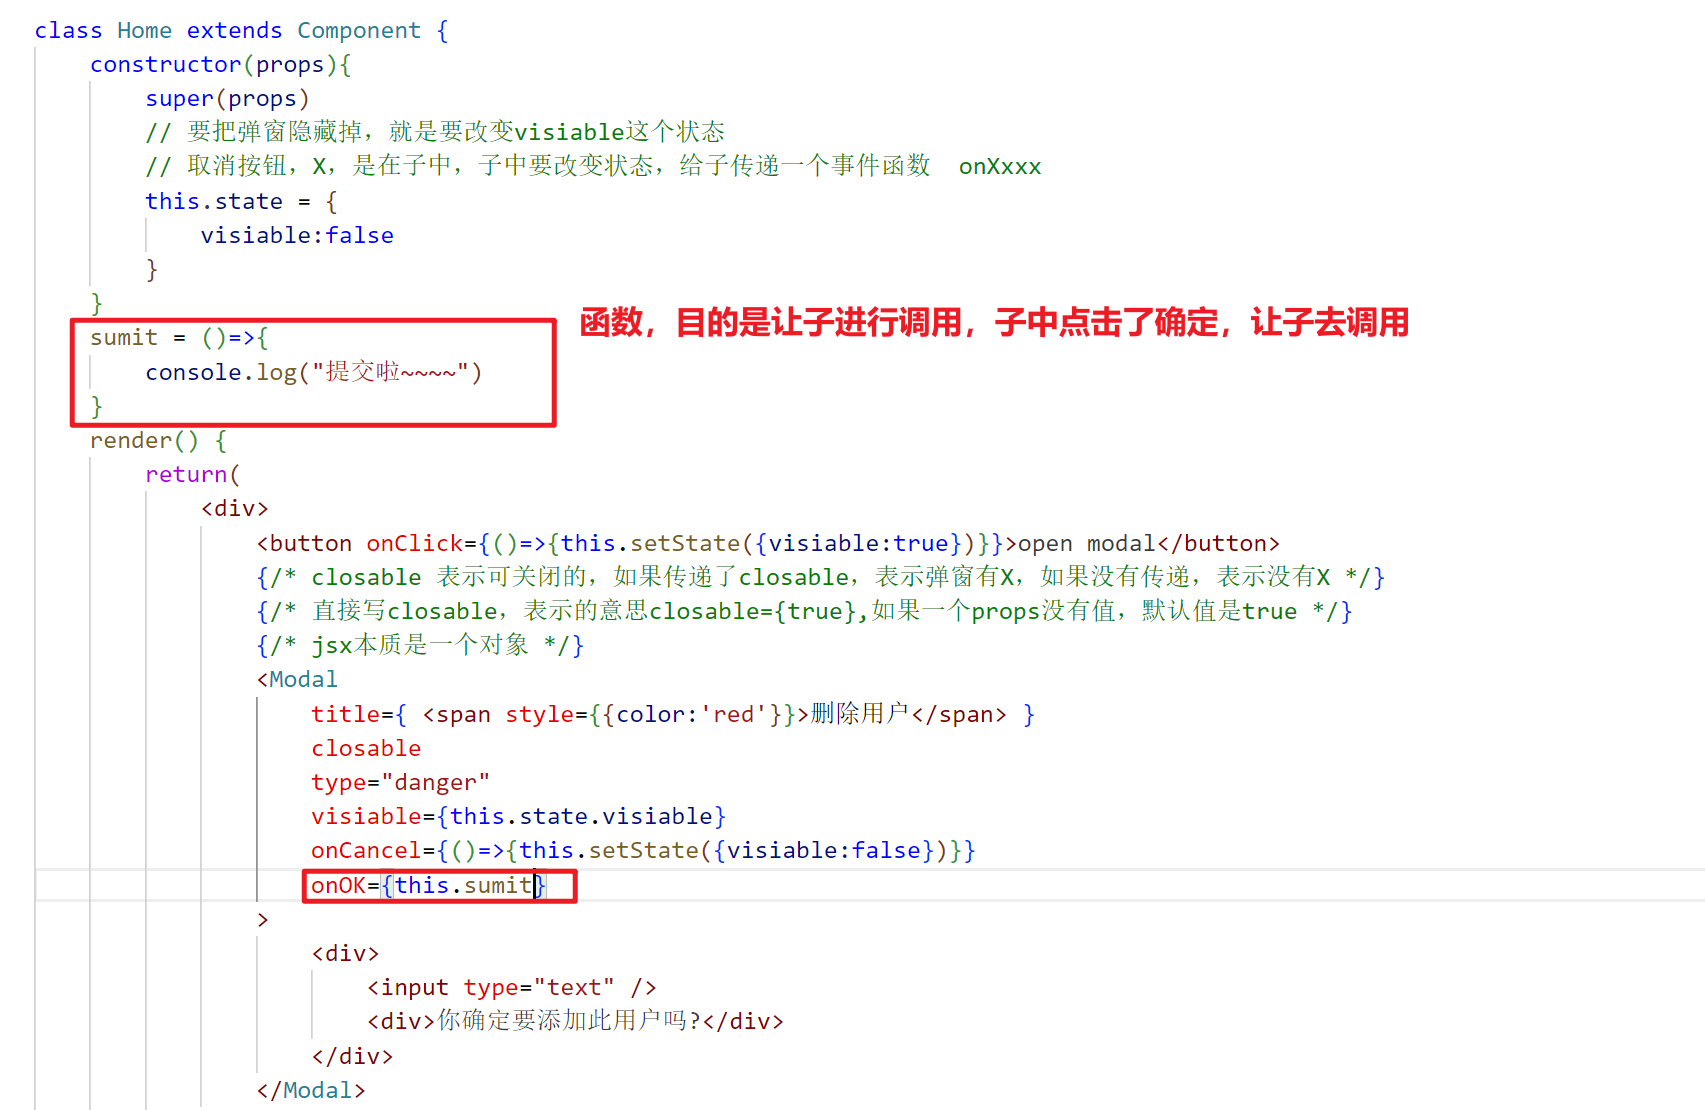 class Home extends Component {
constructor(props){
super(props)
// 要把弹窗隐藏掉，就是要改变visiable这个状态
// 取消按钮，X，是在子中，子中要改变状态，给子传递一个事件函数  onXxxx
this.state = {
visiable:false
}
}
函数，目的是让子进行调用，子中点击了确定，让子去调用
sumit = ()=>{
console.log("提交啦~~~~")
}
render() {
return(
<div>
<button onClick={()=>{this.setState({visiable:true})}}>open modal</button>
{/* closable 表示可关闭的，如果传递了closable，表示弹窗有X，如果没有传递，表示没有X */}
{/* 直接写closable，表示的意思closable={true},如果一个props没有值，默认值是true */}
{/* jsx本质是一个对象 */}
<Modal
title={ <span style={{color:'red'}}>删除用户</span> }
closable
type="danger"
visiable={this.state.visiable}
onCancel={()=>{this.setState({visiable:false})}}
onOK={this.sumit}
>
<div>
<input type="text" />
<div>你确定要添加此用户吗?</div>
</div>
</Modal>